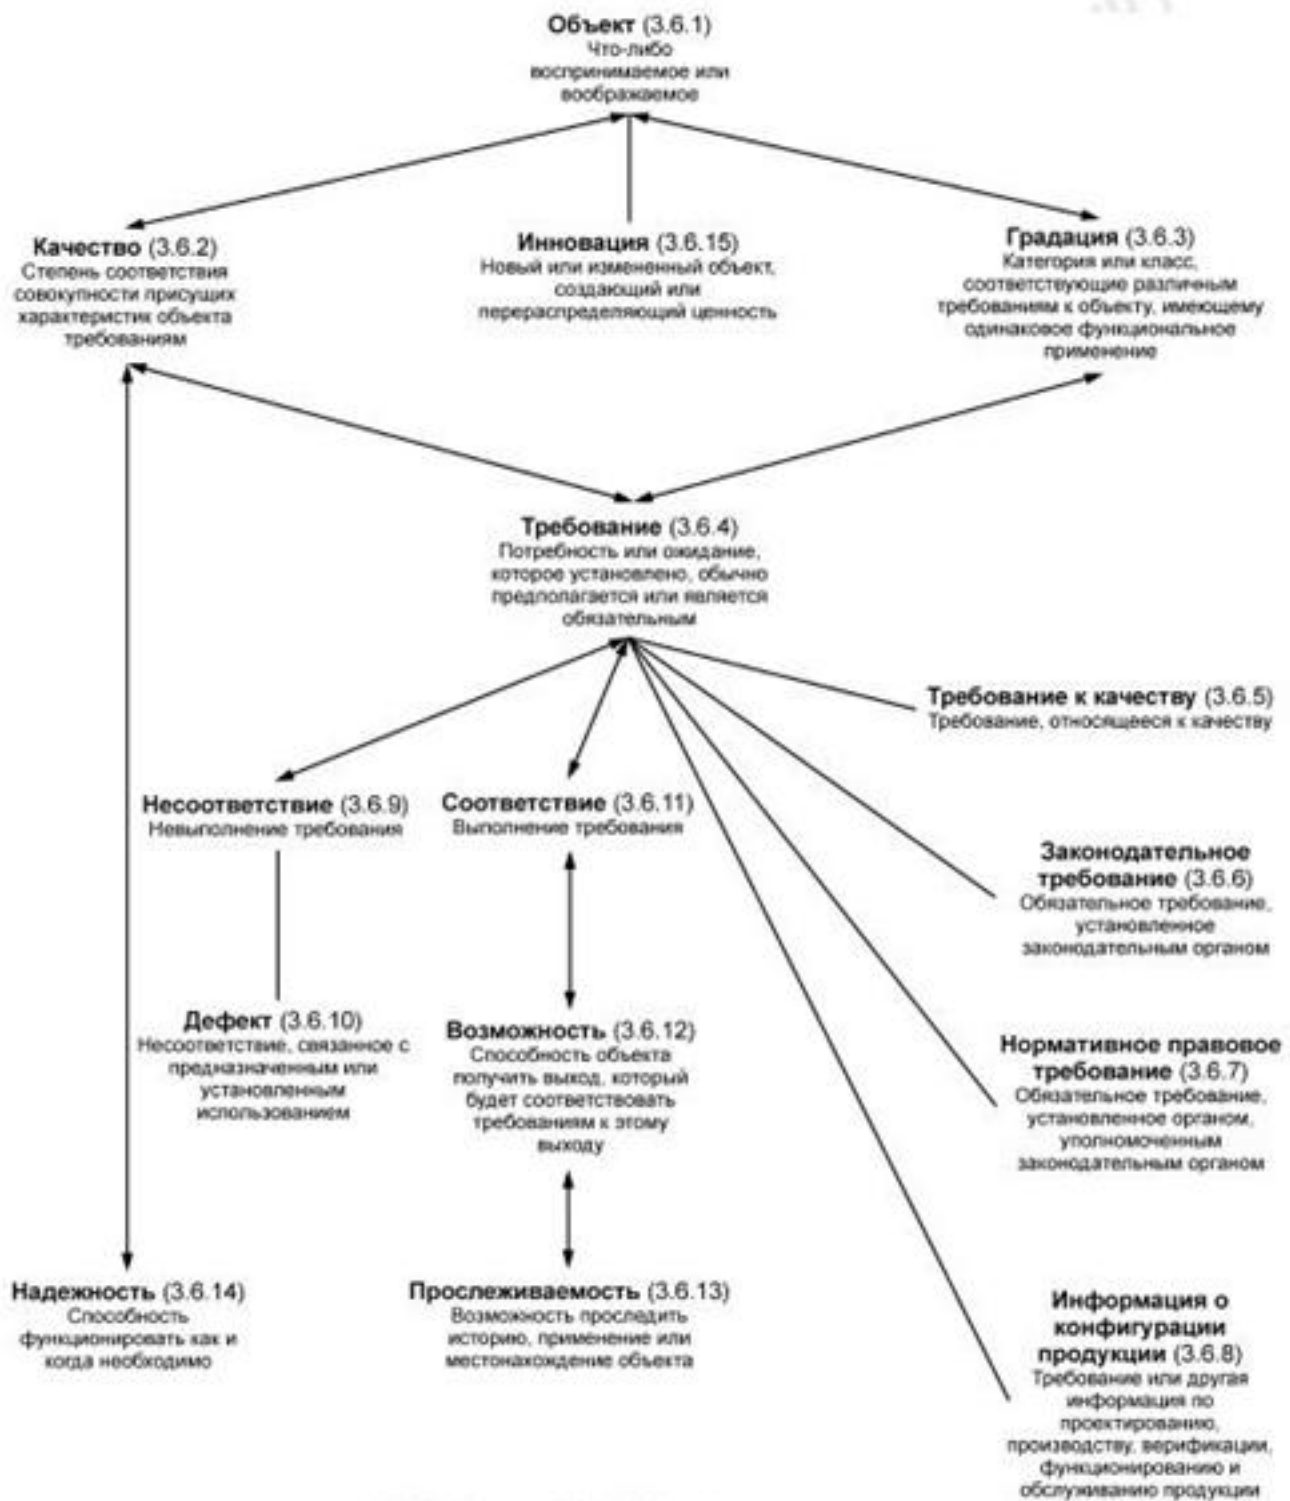 Объект (3.6.1)
Что-либо
воспринимаемое или
воображаемое
Качество (3.6.2)
Степень соответствия
совокупности присущих
характеристик объекта
требованиям
Инновация (3.6.15)
Новый или измененный объект,
создающий или
перераспределяющий ценность
Градация (3.6.3)
Категория или класс,
соответствующие различным
требованиям к объекту, имеющему
одинаковое функциональное
применение
Требование (3.6.4)
Потребность или ожидание,
которое установлено, обычно
предполагается или является
обязательным
Требование к качеству (3.6.5)
Требование, относящееся к качеству
Несоответствие (3.6.9)
Невыполнение требования
Соответствие (3.6.11)
Выполнение требования
Законодательное
требование (3.6.6)
Обязательное требование,
установленное
законодательным органом
Дефект (3.6.10)
Несоответствие, связанное с
предназначенным или
установленным
использованием
Возможность (3.6.12)
Способность объекта
получить выход, который
будет соответствовать
требованиям к этому
выходу
Нормативное правовое
требование (3.6.7)
Обязательное требование,
установленное органом,
уполномоченным
законодательным органом
Надежность (3.6.14)
Способность
функционировать как и
когда необходимо
Прослеживаемость (3.6.13)
Возможность проследить
историю, применение или
местонахождение объекта
Информация о
конфигурации
продукции (3.6.8)
Требование или другая
информация по
проектированию,
производству, верификации,
функционированию и
обслуживанию продукции